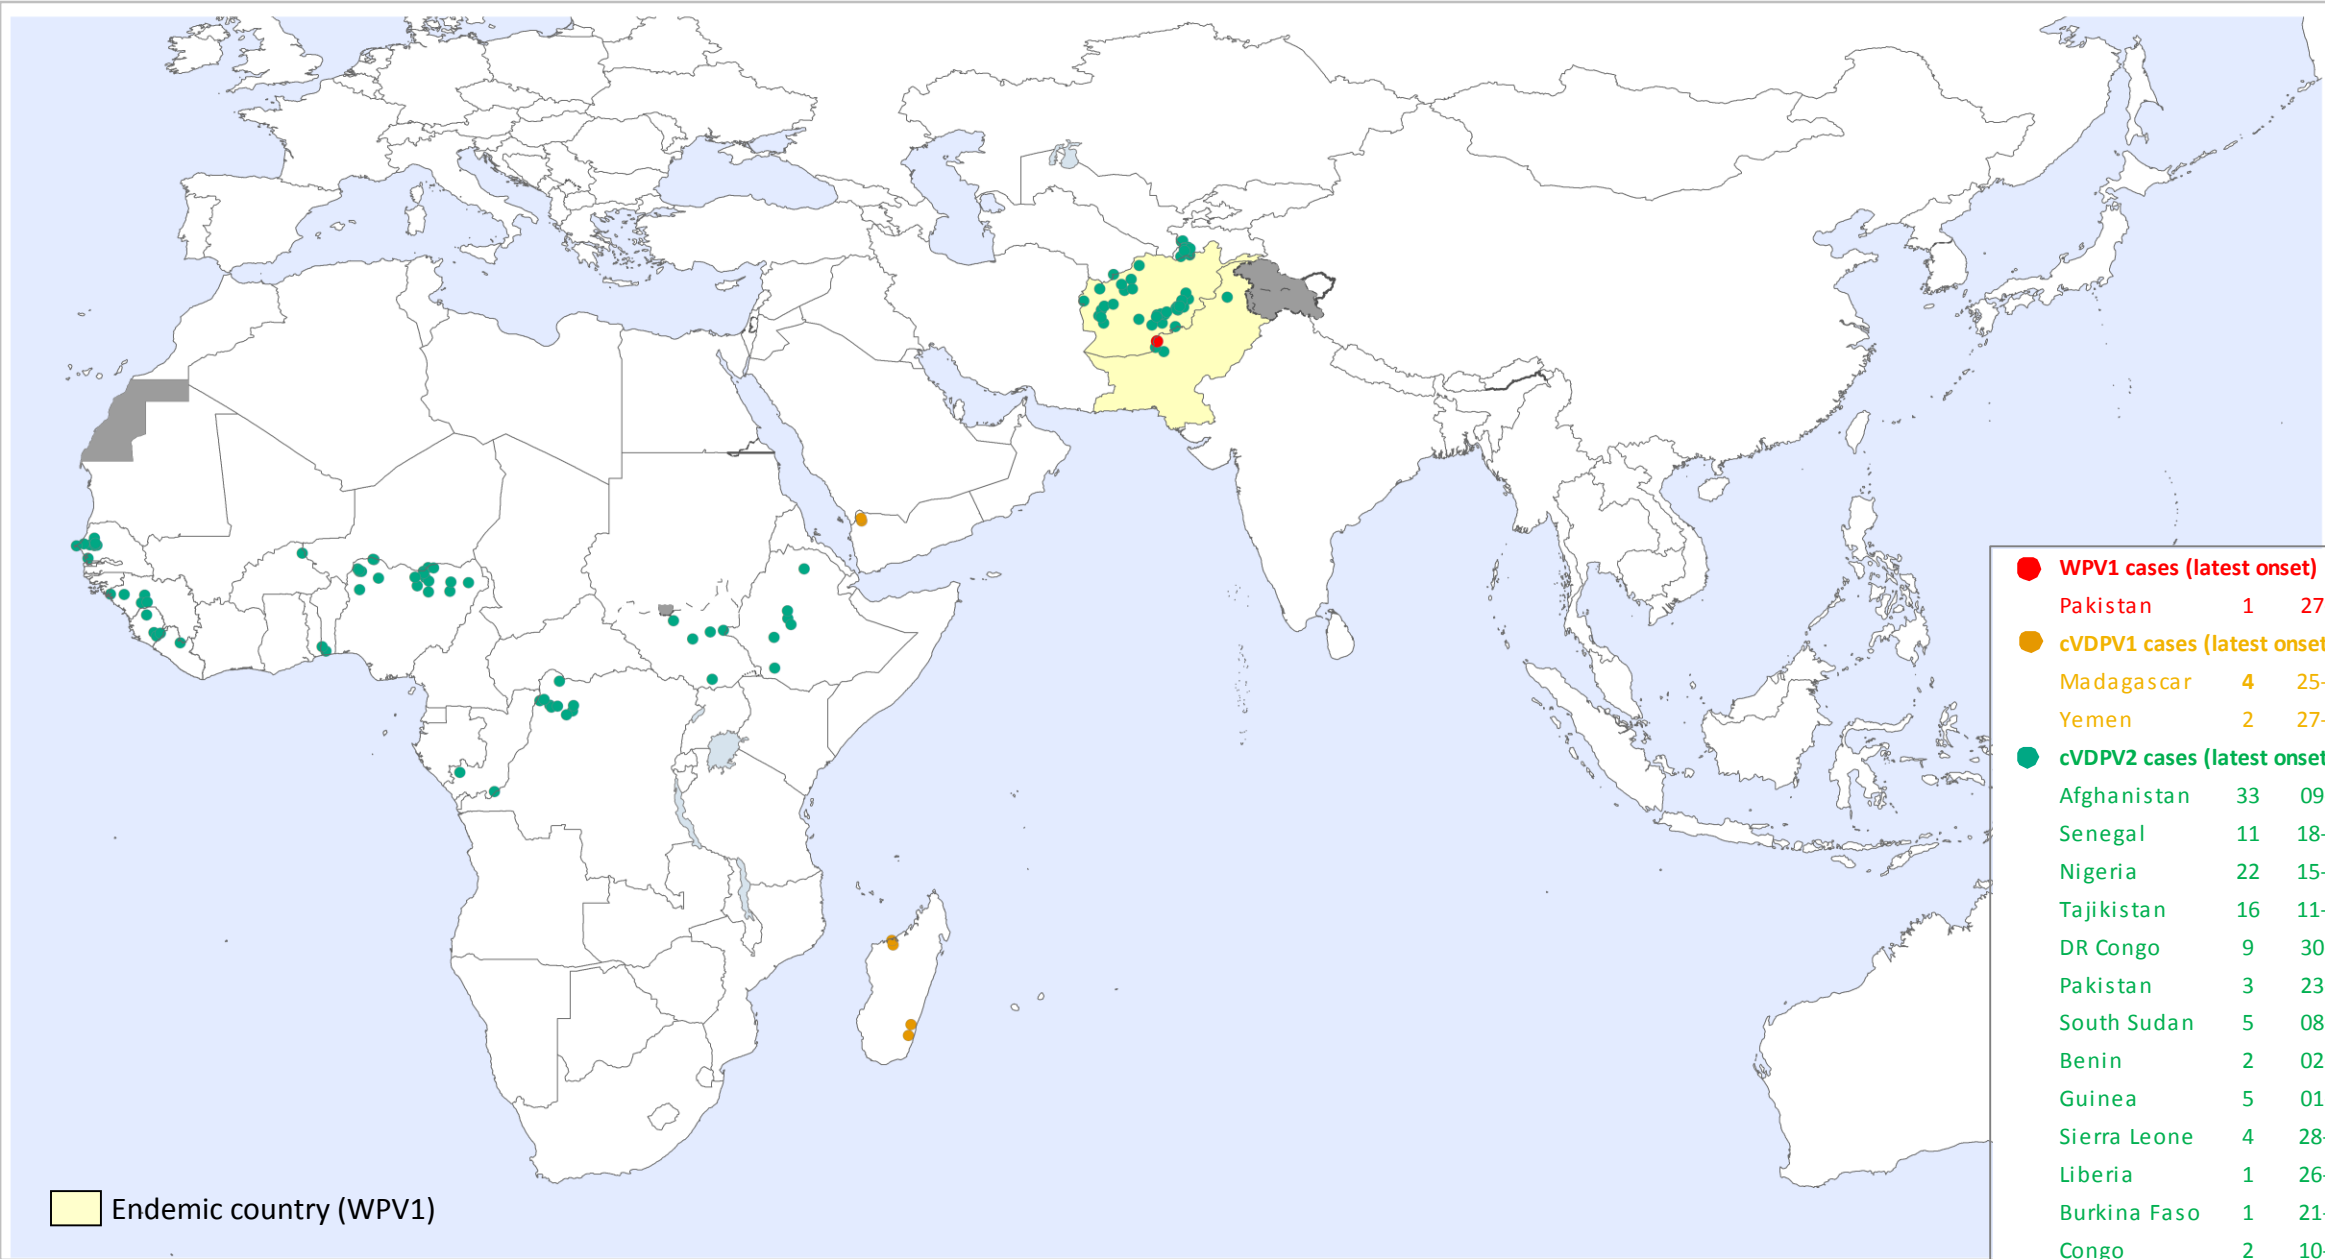 WPV1 cases (latest onset)
Pakistan 1 27
cVDPV1 cases (latest onset
Madagascar 4 25-
Yemen 2 27-
cVDPV2 cases (latest onset
Afghanistan 33 09
Senegal 11 18-
Nigeria 22 15-
Tajikistan 16 11-
DR Congo 9 30
Pakistan 3 23
South Sudan 5 08
Benin 2 02
Guinea 5 01
Sierra Leone 4 28-
Liberia 1 26-
Burkina Faso 1 21-
Congo 2 10-
Endemic country (WPV1)